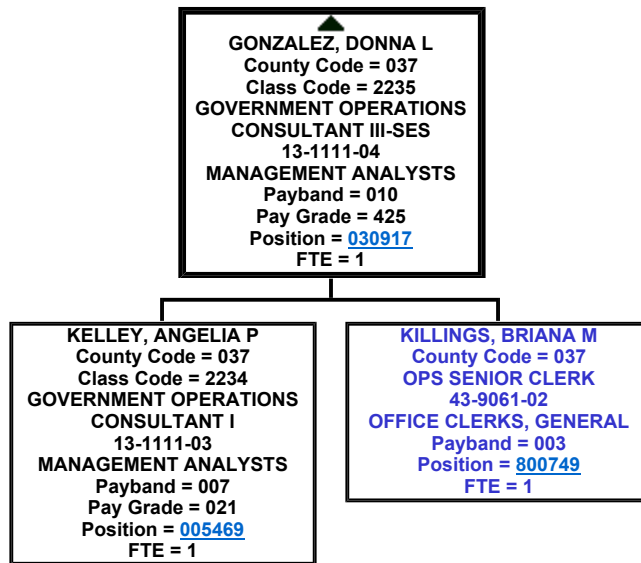 GONZALEZ, DONNA L
County Code = 037
Class Code = 2235
GOVERNMENT OPERATIONS
CONSULTANT III-SES
13-1111-04
MANAGEMENT ANALYSTS
Payband = 010
Pay Grade = 425
Position = 030917
FTE = 1
KELLEY, ANGELIA P
County Code = 037
Class Code = 2234
GOVERNMENT OPERATIONS
CONSULTANT I
13-1111-03
MANAGEMENT ANALYSTS
Payband = 007
Pay Grade = 021
Position = 005469
FTE = 1
KILLINGS, BRIANA M
County Code = 037
OPS SENIOR CLERK
43-9061-02
OFFICE CLERKS, GENERAL
Payband = 003
Position = 800749
FTE = 1